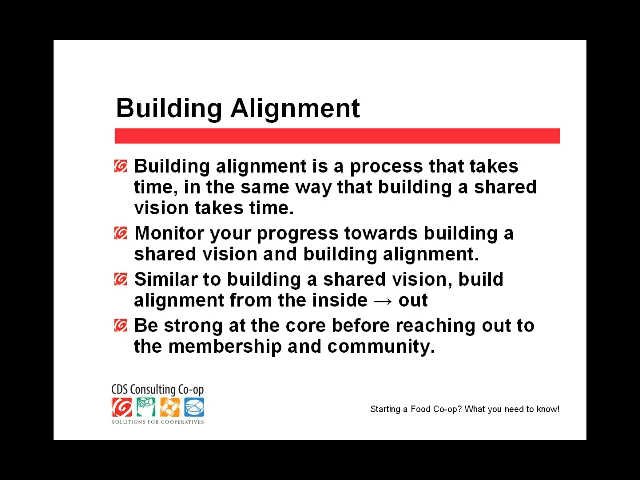 Building Alignment
Building alignment is a process that takes
time, in the same way that building a shared
vision takes time.
Monitor your progress towards building a
shared vision and building alignment.
Similar to building a shared vision, build
alignment from the inside → out
Be strong at the core before reaching out to
the membership and community.
CDS Consulting Co-op
SOLUTIONS FOR COOPERATIVES
Starting a Food Co-op? What you need to know!